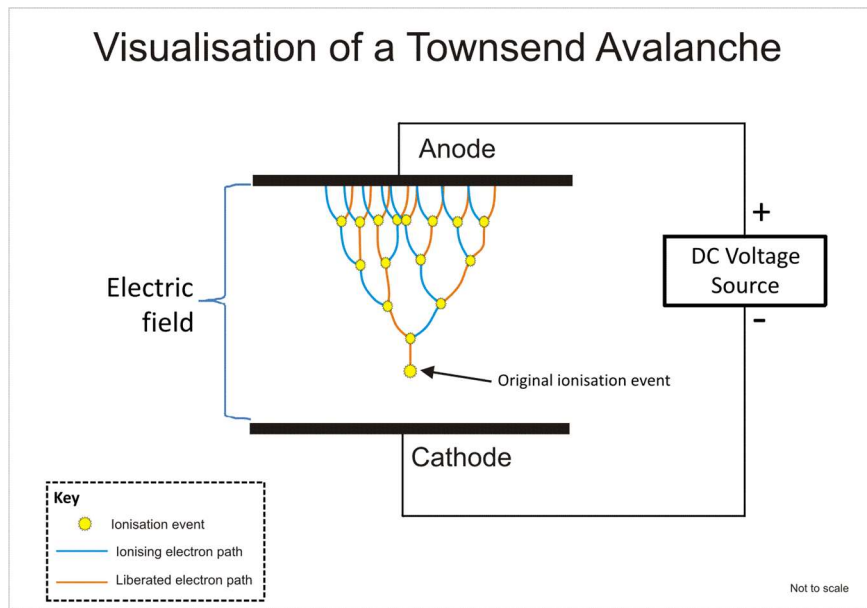 Visualisation of a Townsend Avalanche
Anode
+
DC Voltage
Source
-
Electric
field
Original ionisation event
Cathode
Key
Ionisation event
Ionising electron path
Liberated electron path
Not to scale